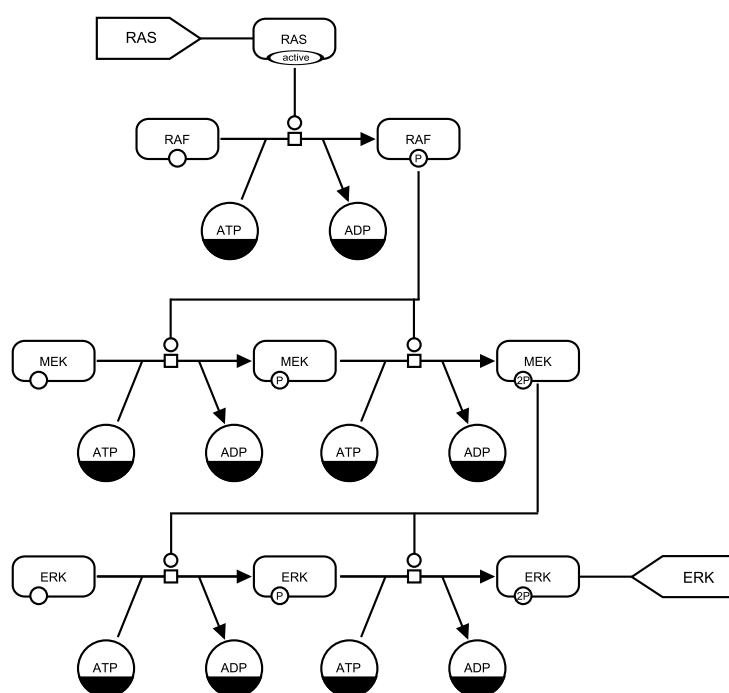 RAS
RAS
active
RAF
RAF
P
ATP
ADP
MEK
MEK
P
MEK
2P
ATP
ADP
ATP
ADP
ERK
ERK
P
ERK
2P
ERK
ATP
ADP
ATP
ADP